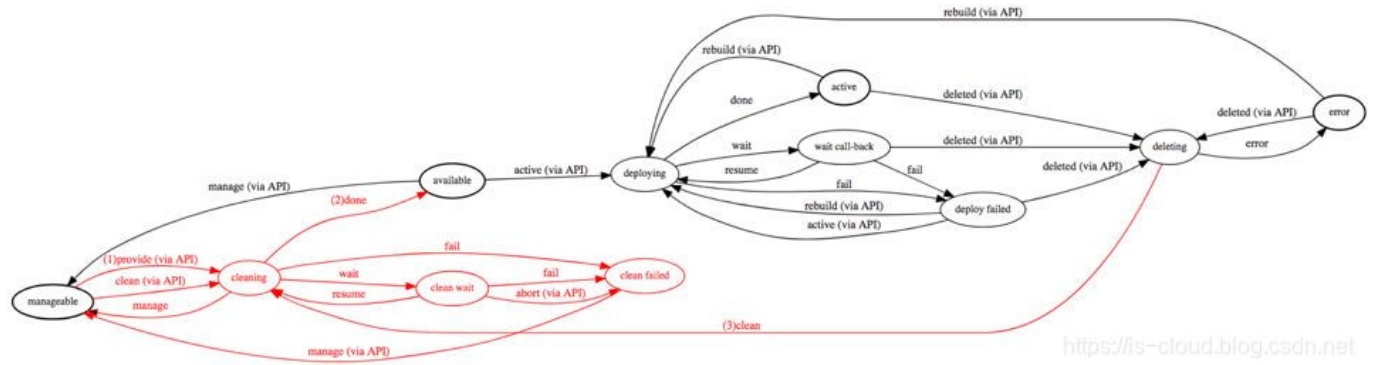 rebuild (via API)
rebuild (via API)
active
deleted (via API)
done
deleted (via API)
error
wait
wait call-back
deleted (via API)
deleting
error
resume
fail
deleted (via API)
available
active (via API)
deploying
manage (via API)
fail
(2)done
rebuild (via API)
deploy failed
active (via API)
fail
(1)provide (via API)
cleaning
wait
fail
clean failed
clean (via API)
clean wait
manageable
manage
resume
abort (via API)
(3)clean
manage (via API)
https://is-cloud.blog.csdn.net